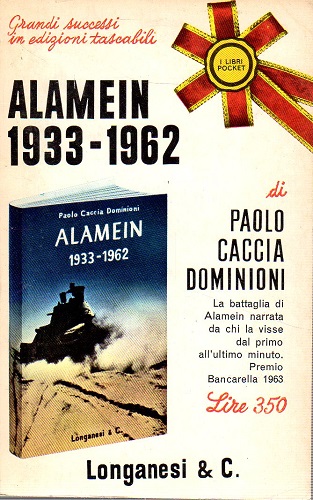 Grandi successi
in edizioni tascabili
I LIBRI
POCKET
ALAMEIN
1933-1962
di
PAOLO
CACCIA
DOMINIONI
Paolo Caccia Dominioni
ALAMEIN
1933-1962
Longanesi & C.
La battaglia di
Alamein narrata
da chi la visse
dal primo
all'ultimo minuto.
Premio
Bancarella 1963
Lire 350
Longanesi & C.